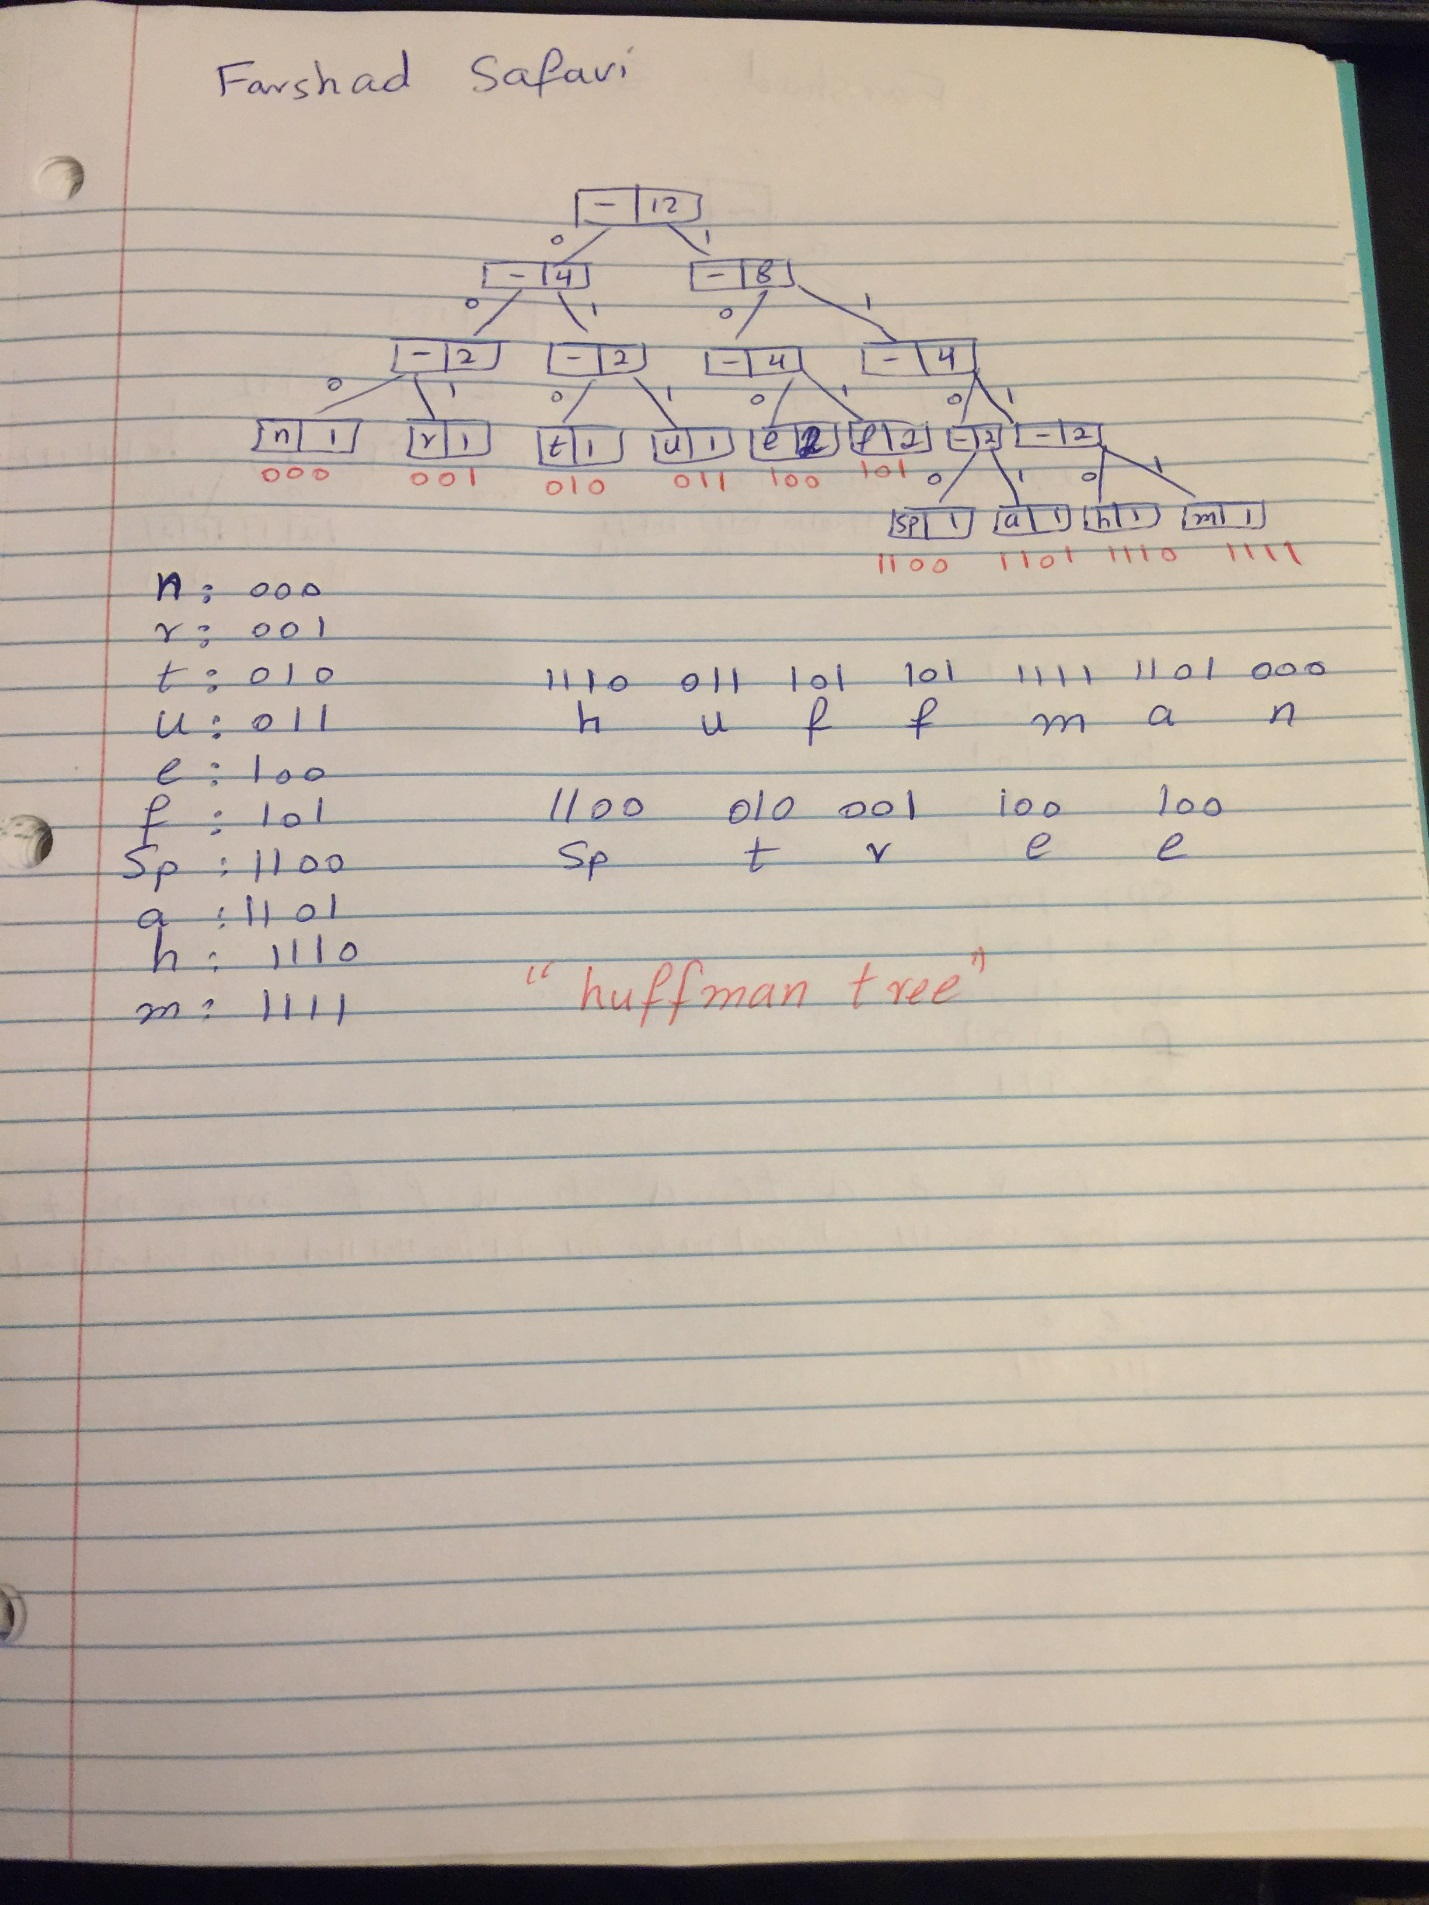 Farshad Safavi
- 12
0 1
- 4 - 8
0 1 0 1
- 2 - 2 - 4 - 4
0 1 0 1 0 1 0 1
n 1 r 1 t 1 u 1 e 2 f 2 - 2 - 2
000 001 010 011 100 101 0 1 0 1
sp 1 a 1 h 1 m 1
1100 1101 1110 1111
n: 000
r: 001
t: 010 1110 011 101 101 1111 1101 000
u: 011 h u f f m a n
e: 100
f: 101 1100 010 001 100 100
Sp: 1100 Sp t r e e
a: 1101
h: 1110
m: 1111 "huffman tree"